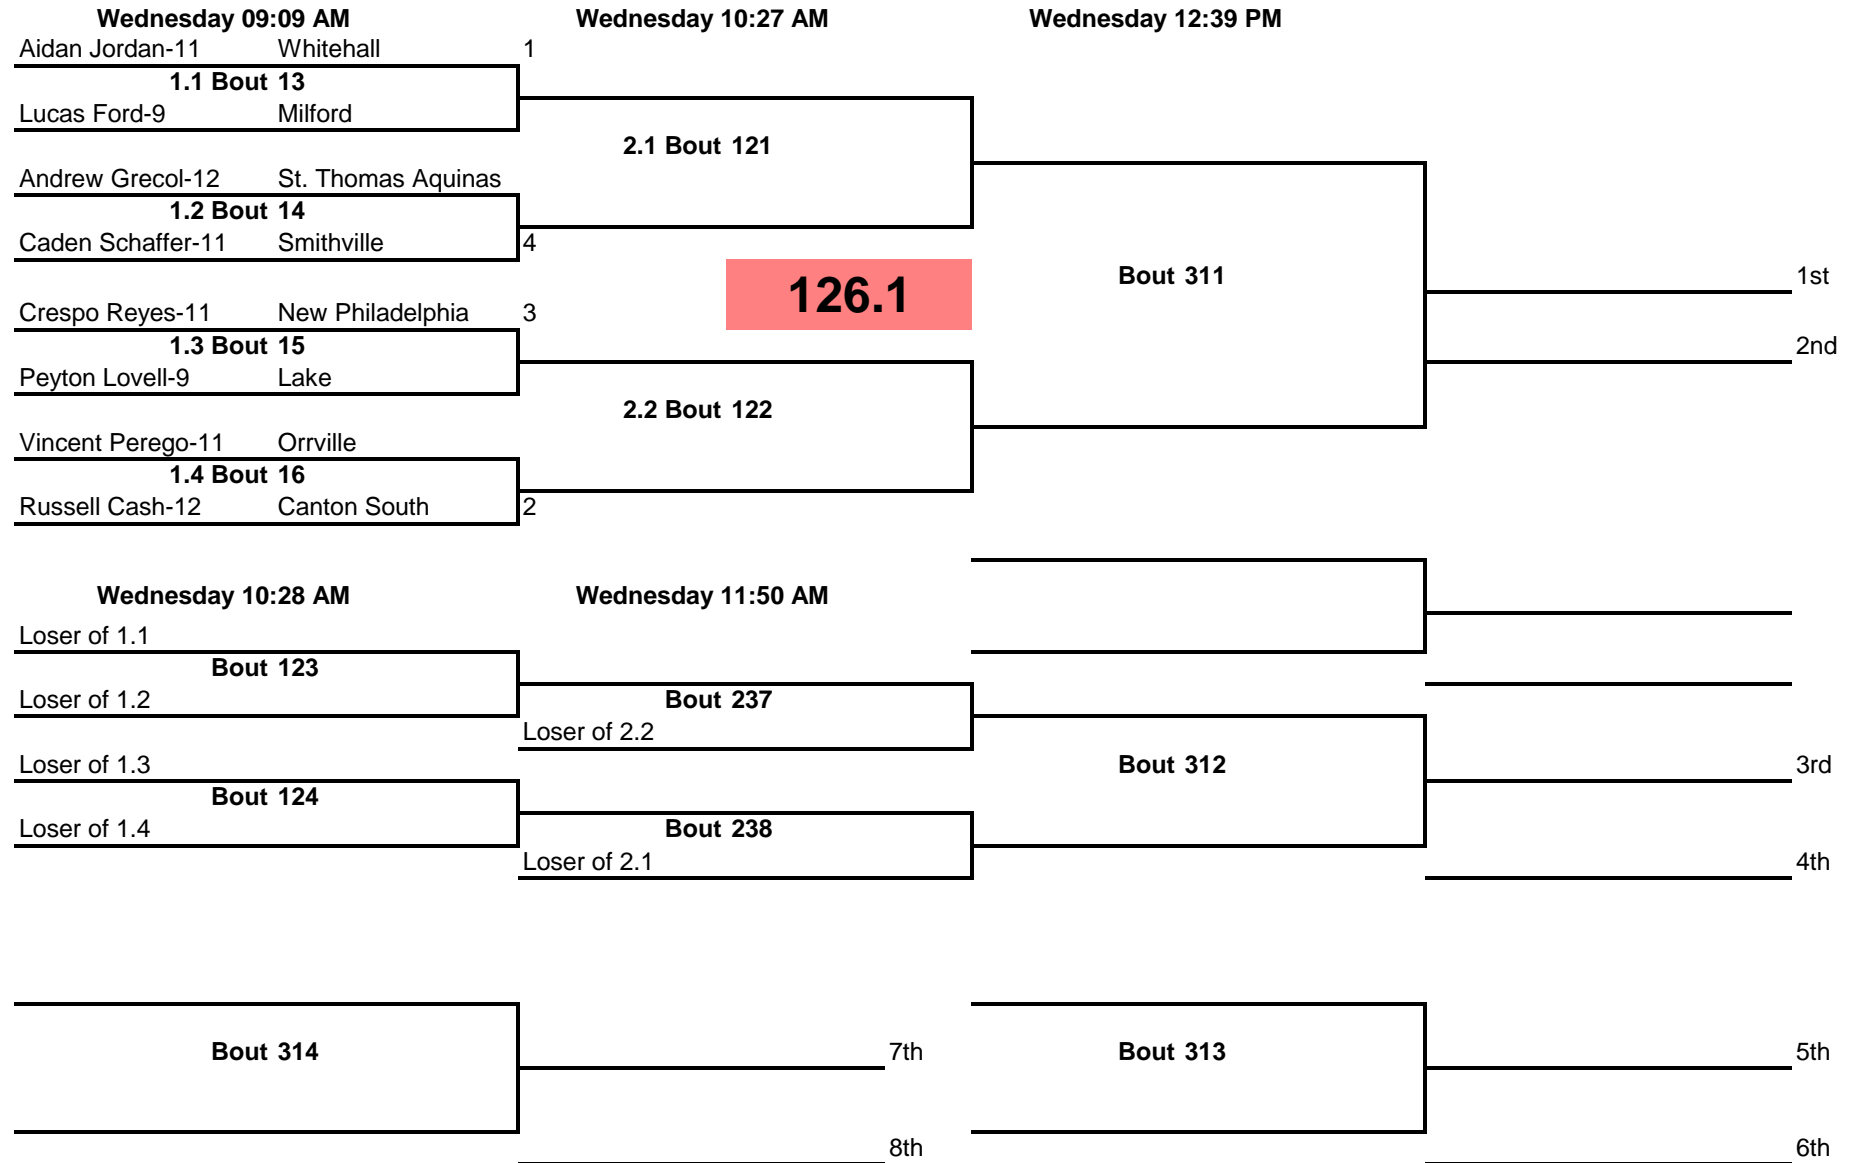 Wednesday 09:09 AM Wednesday 10:27 AM Wednesday 12:39 PM
Aidan Jordan-11 Whitehall 1
1.1 Bout 13
Lucas Ford-9 Milford
2.1 Bout 121
Andrew Grecol-12 St. Thomas Aquinas
1.2 Bout 14
Caden Schaffer-11 Smithville 4
126.1 Bout 311 1st
Crespo Reyes-11 New Philadelphia 3
1.3 Bout 15 2nd
Peyton Lovell-9 Lake
2.2 Bout 122
Vincent Perego-11 Orrville
1.4 Bout 16
Russell Cash-12 Canton South 2
Wednesday 10:28 AM Wednesday 11:50 AM
Loser of 1.1
Bout 123
Loser of 1.2 Bout 237
Loser of 2.2
Loser of 1.3 Bout 312 3rd
Bout 124
Loser of 1.4 Bout 238
Loser of 2.1 4th
Bout 314 7th Bout 313 5th
8th 6th